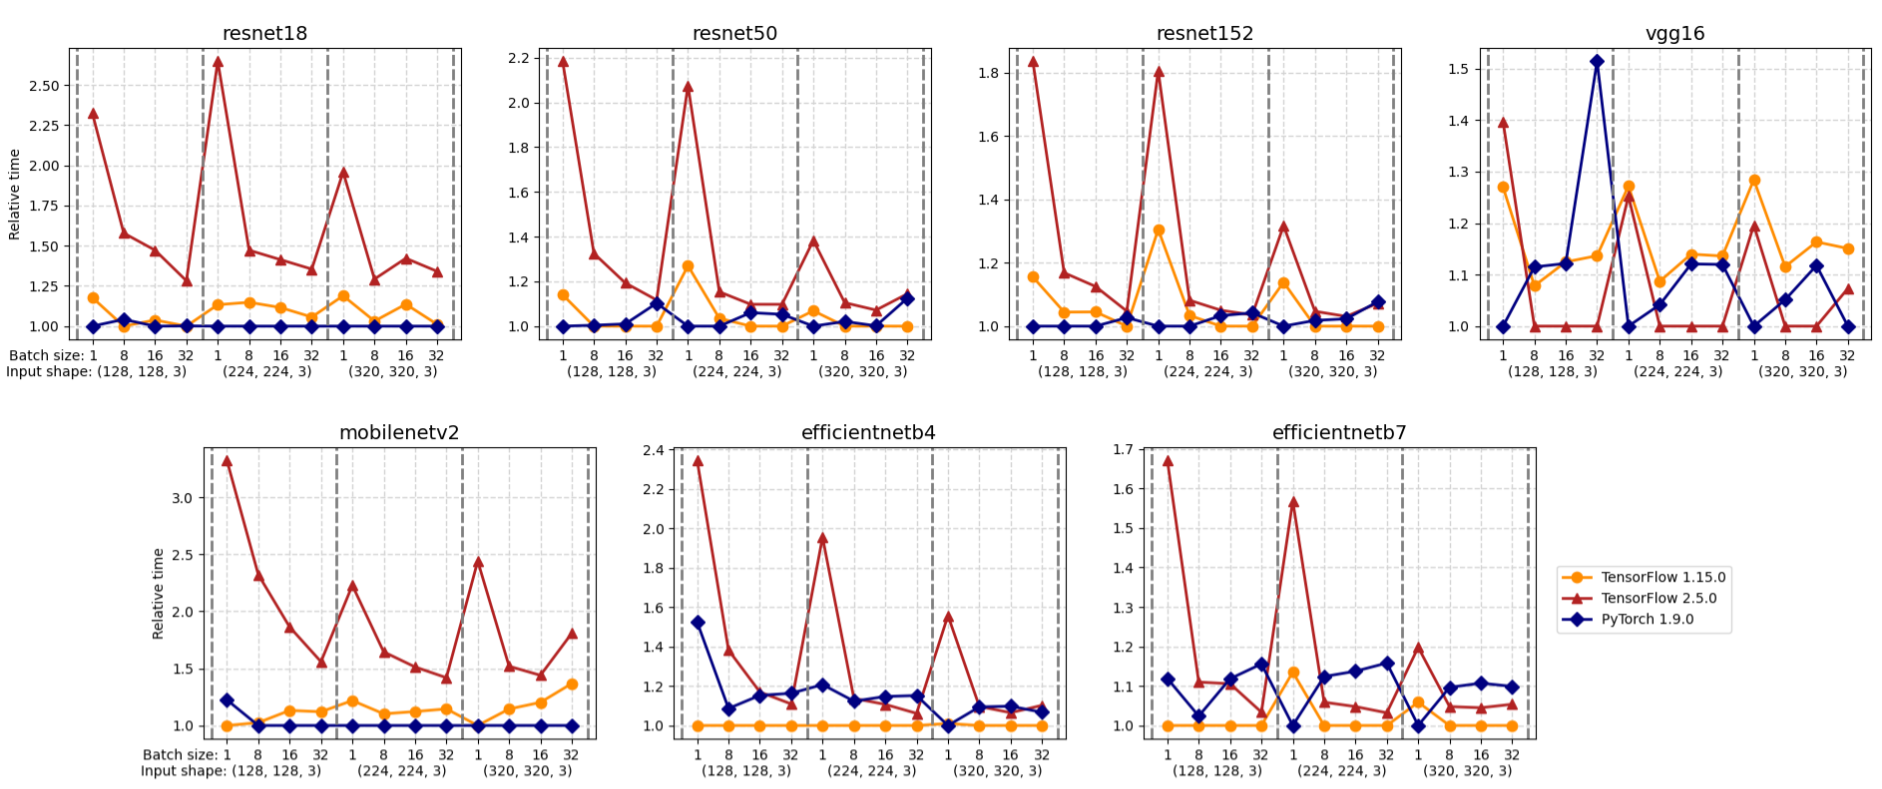 resnet18
resnet50
resnet152
vgg16
Relative time
2.50
2.25
2.00
1.75
1.50
1.25
1.00
2.2
2.0
1.8
1.6
1.4
1.2
1.0
1.8
1.6
1.4
1.2
1.0
1.5
1.4
1.3
1.2
1.1
1.0
Batch size: 1 8 16 32 1 8 16 32 1 8 16 32
Input shape: (128, 128, 3) (224, 224, 3) (320, 320, 3)
1 8 16 32 1 8 16 32 1 8 16 32
(128, 128, 3) (224, 224, 3) (320, 320, 3)
1 8 16 32 1 8 16 32 1 8 16 32
(128, 128, 3) (224, 224, 3) (320, 320, 3)
1 8 16 32 1 8 16 32 1 8 16 32
(128, 128, 3) (224, 224, 3) (320, 320, 3)
mobilenetv2
efficientnetb4
efficientnetb7
Relative time
3.0
2.5
2.0
1.5
1.0
2.4
2.2
2.0
1.8
1.6
1.4
1.2
1.0
1.7
1.6
1.5
1.4
1.3
1.2
1.1
1.0
Batch size: 1 8 16 32 1 8 16 32 1 8 16 32
Input shape: (128, 128, 3) (224, 224, 3) (320, 320, 3)
1 8 16 32 1 8 16 32 1 8 16 32
(128, 128, 3) (224, 224, 3) (320, 320, 3)
1 8 16 32 1 8 16 32 1 8 16 32
(128, 128, 3) (224, 224, 3) (320, 320, 3)
TensorFlow 1.15.0
TensorFlow 2.5.0
PyTorch 1.9.0